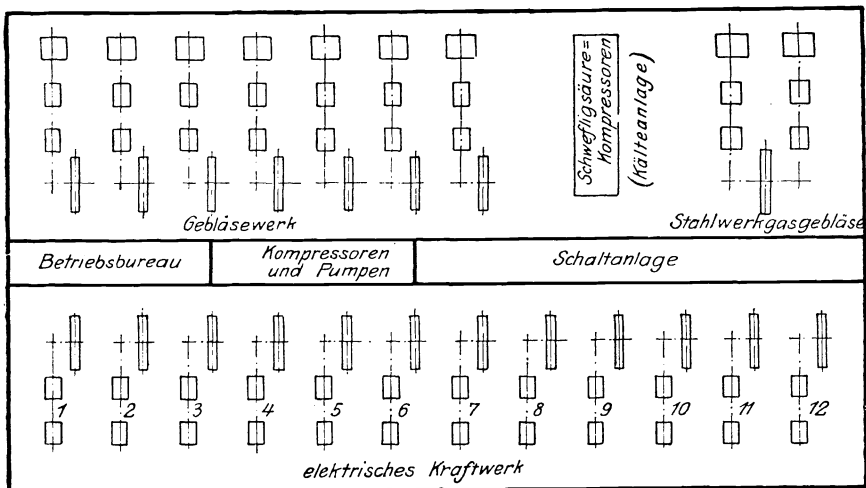 Schwefligsäure=
Kompressoren
(Kälteanlage)
Gebläsewerk
Stahlwerkgasgebläse
Betriebsbureau
Kompressoren
und Pumpen
Schaltanlage
1 2 3 4 5 6 7 8 9 10 11 12
elektrisches Kraftwerk